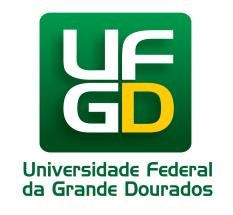 UF
GD
Universidade Federal
da Grande Dourados